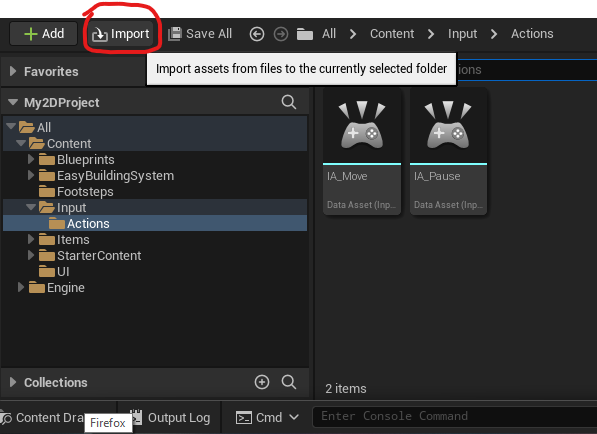 Add Import Save All All Content Input Actions
Import assets from files to the currently selected folder
Favorites
My2DProject
All
Content
Blueprints
EasyBuildingSystem
Footsteps
Input
Actions
Items
StarterContent
UI
Engine
IA_Move IA_Pause
Data Asset (Inp... Data Asset (Inp...
Collections
2 items
Content Dra Output Log Cmd Enter Console Command
Firefox